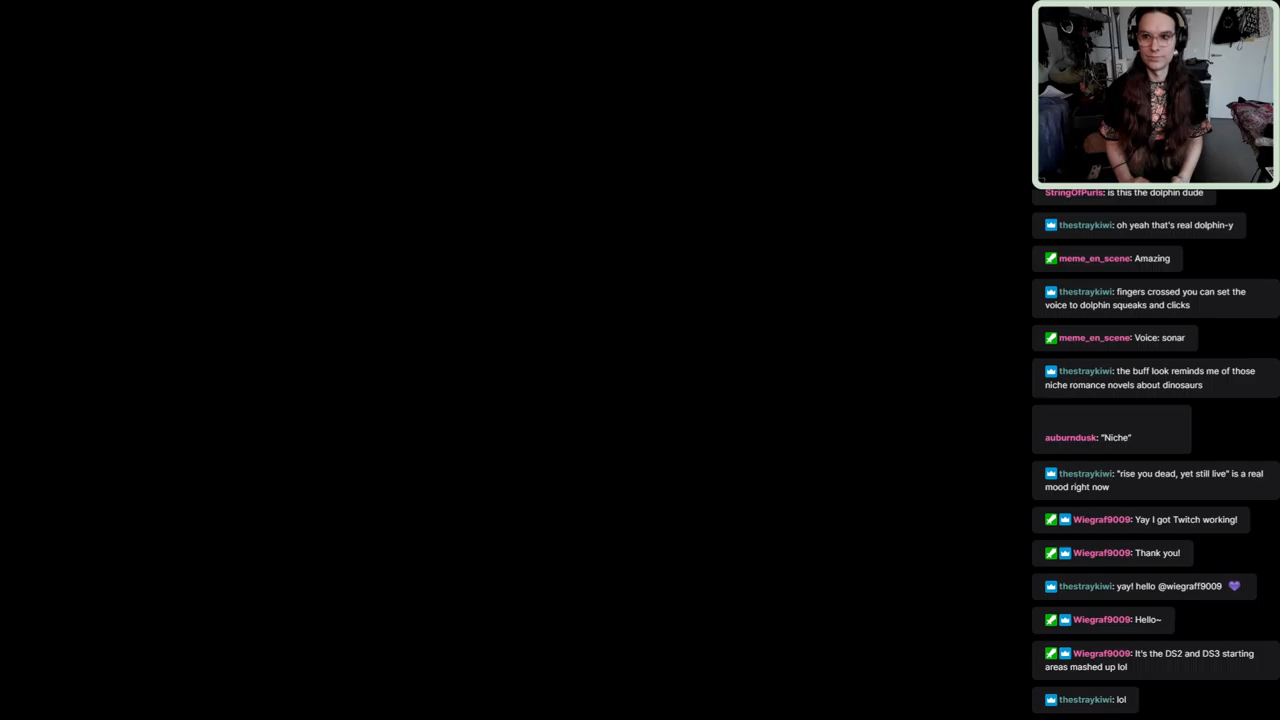 StringOfPurls: is this the dolphin dude
thestraykiwi: oh yeah that's real dolphin-y
meme_en_scene: Amazing
thestraykiwi: fingers crossed you can set the
voice to dolphin squeaks and clicks
meme_en_scene: Voice: sonar
thestraykiwi: the buff look reminds me of those
niche romance novels about dinosaurs
auburndusk: "Niche"
thestraykiwi: "rise you dead, yet still live" is a real
mood right now
Wiegraf9009: Yay I got Twitch working!
Wiegraf9009: Thank you!
thestraykiwi: yay! hello @wiegraff9009
Wiegraf9009: Hello~
Wiegraf9009: It's the DS2 and DS3 starting
areas mashed up lol
thestraykiwi: lol